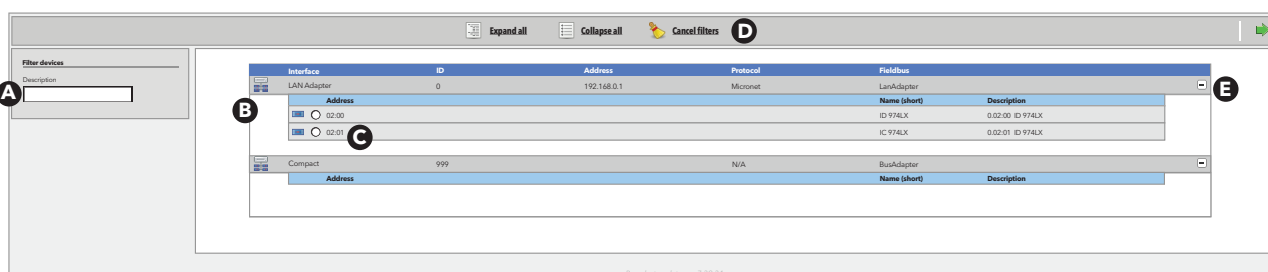 Expand all Collapse all Cancel filters D
Filter devices
Description
A
Interface ID Address Protocol Fieldbus
LAN Adapter 0 192.168.0.1 Micronet LanAdapter E
Address Name (short) Description
B 02:00 ID 974LX 0.02:00 ID 974LX
02:01 C IC 974LX 0.02:01 ID 974LX
Compact 999 N/A BusAdapter
Address Name (short) Description